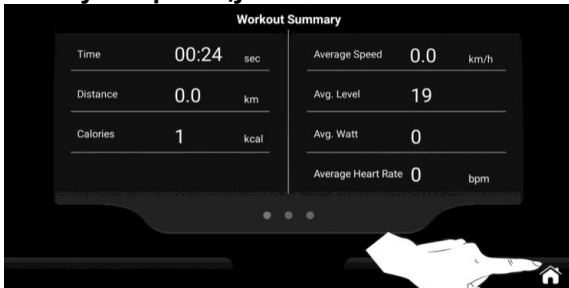 Workout Summary
Time 00:24 sec
Distance 0.0 km
Calories 1 kcal
Average Speed 0.0 km/h
Avg. Level 19
Avg. Watt 0
Average Heart Rate 0 bpm